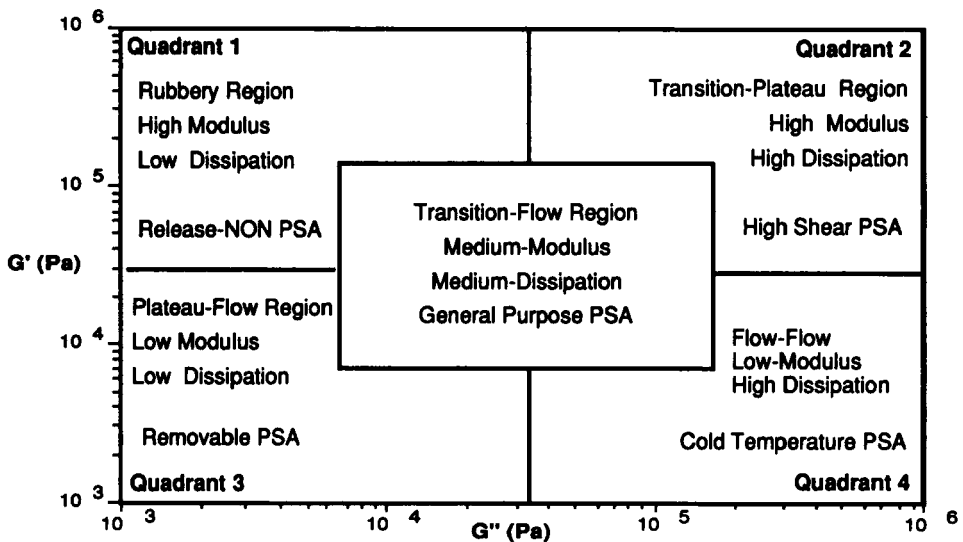 10 6
Quadrant 1
Rubbery Region
High Modulus
Low Dissipation
Release-NON PSA
Quadrant 2
Transition-Plateau Region
High Modulus
High Dissipation
High Shear PSA
10 5
Transition-Flow Region
Medium-Modulus
Medium-Dissipation
General Purpose PSA
G' (Pa)
Plateau-Flow Region
Low Modulus
Low Dissipation
Removable PSA
Quadrant 3
10 4
Flow-Flow
Low-Modulus
High Dissipation
Cold Temperature PSA
Quadrant 4
10 3
10 3
10 4
G'' (Pa)
10 5
10 6